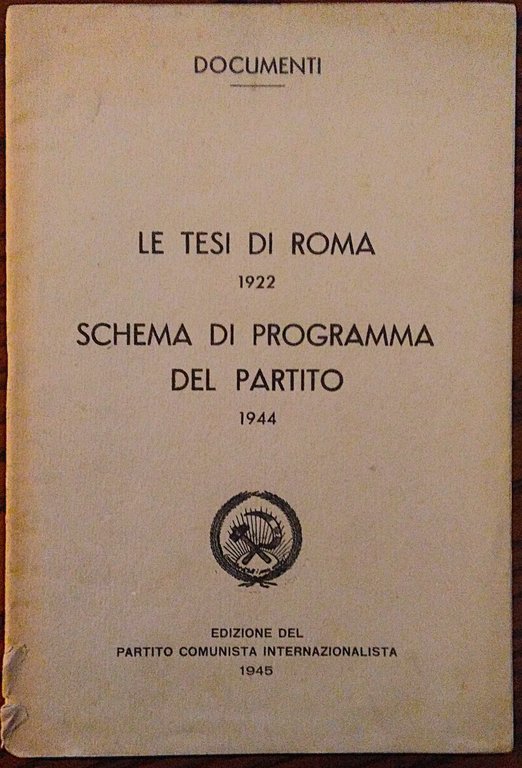 DOCUMENTI
LE TESI DI ROMA
1922
SCHEMA DI PROGRAMMA
DEL PARTITO
1944
EDIZIONE DEL
PARTITO COMUNISTA INTERNAZIONALISTA
1945